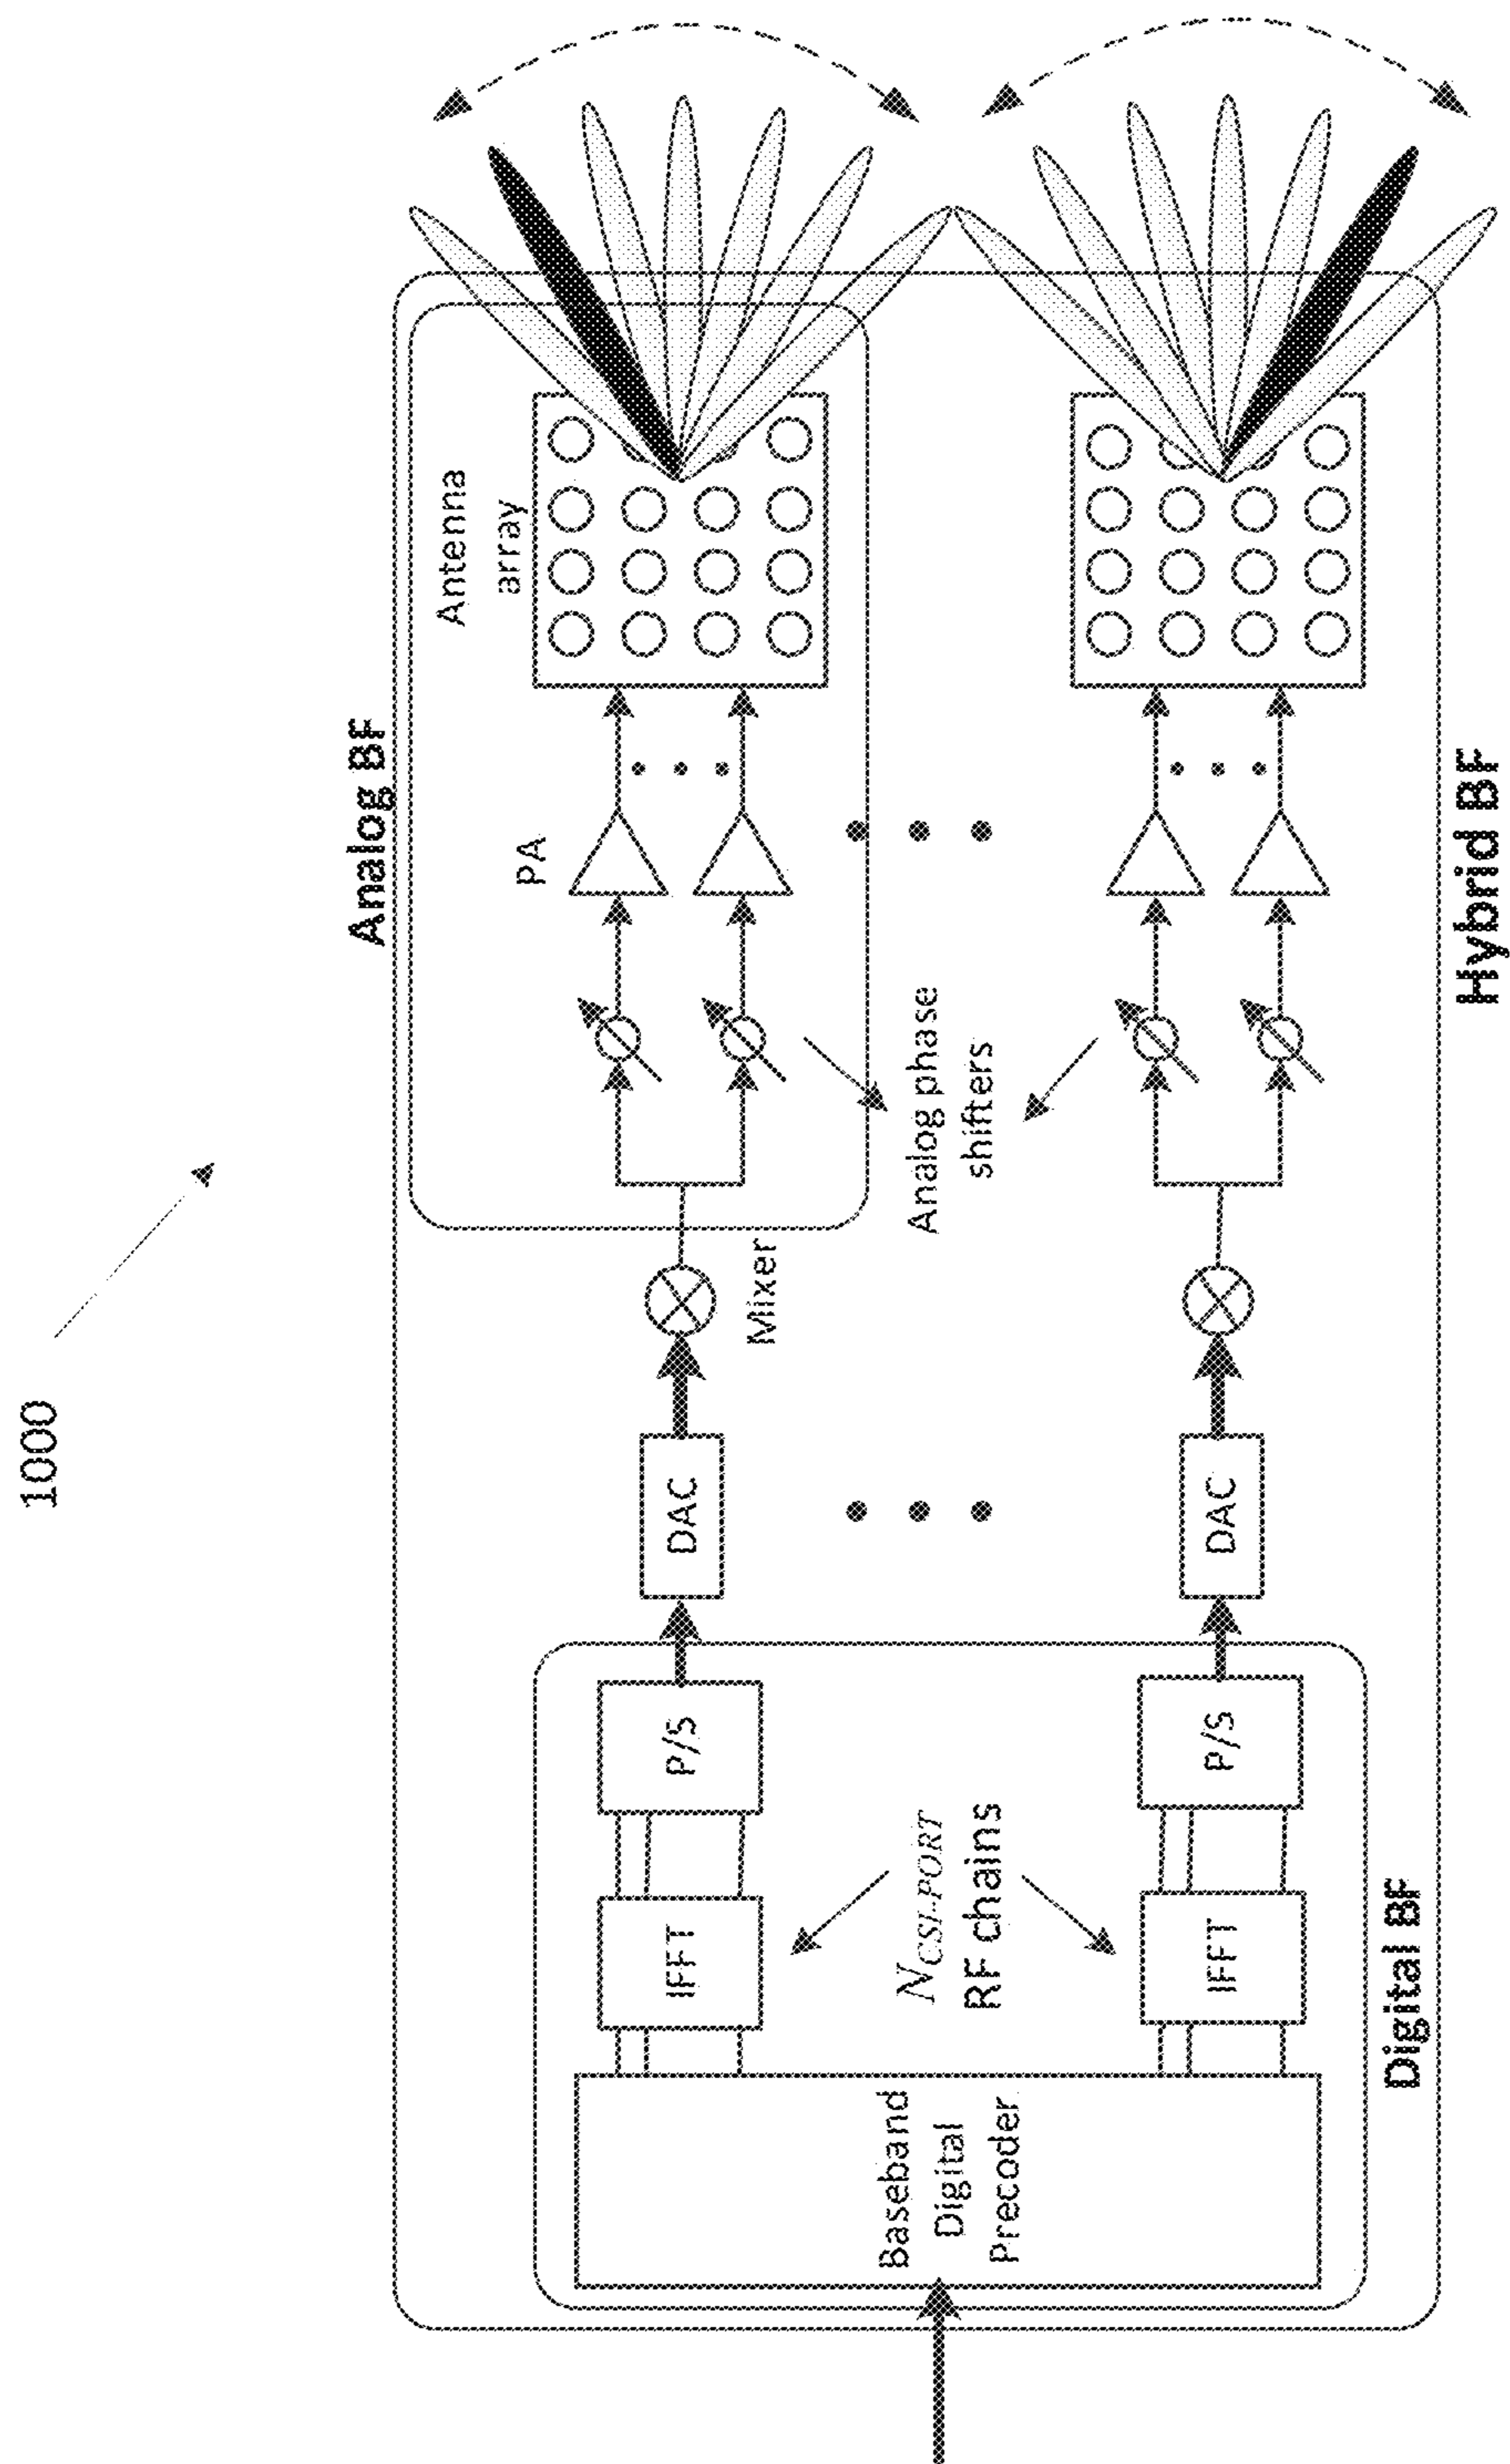 1000
Analog BF
Antenna
array
PA
Mixer
Analog phase
shifters
DAC
DAC
P/S
P/S
IFFT
IFFT
N_CSI-PORT
RF chains
Baseband
Digital
Precoder
Digital BF
Hybrid BF